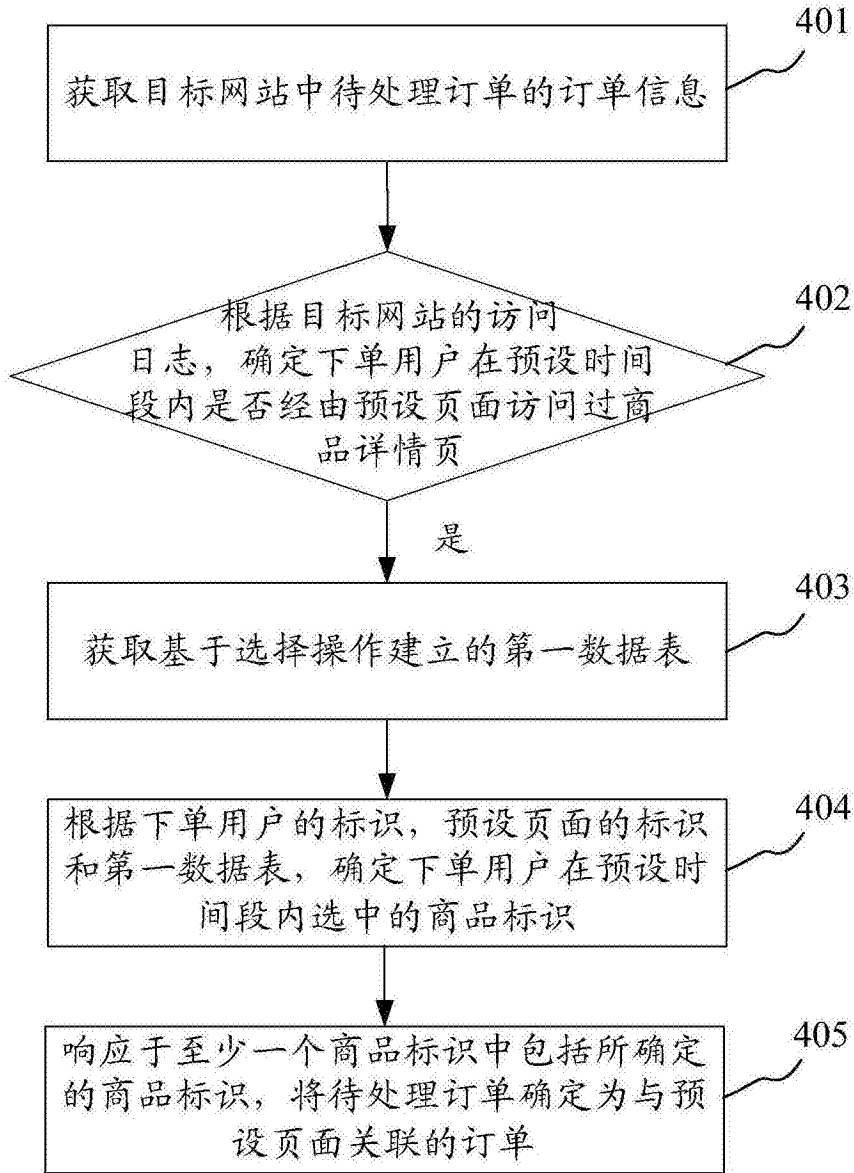 401
获取目标网站中待处理订单的订单信息
402
根据目标网站的访问
日志，确定下单用户在预设时间
段内是否经由预设页面访问过商
品详情页
是
403
获取基于选择操作建立的第一数据表
404
根据下单用户的标识，预设页面的标识
和第一数据表，确定下单用户在预设时
间段内选中的商品标识
405
响应于至少一个商品标识中包括所确定
的商品标识，将待处理订单确定为与预
设页面关联的订单